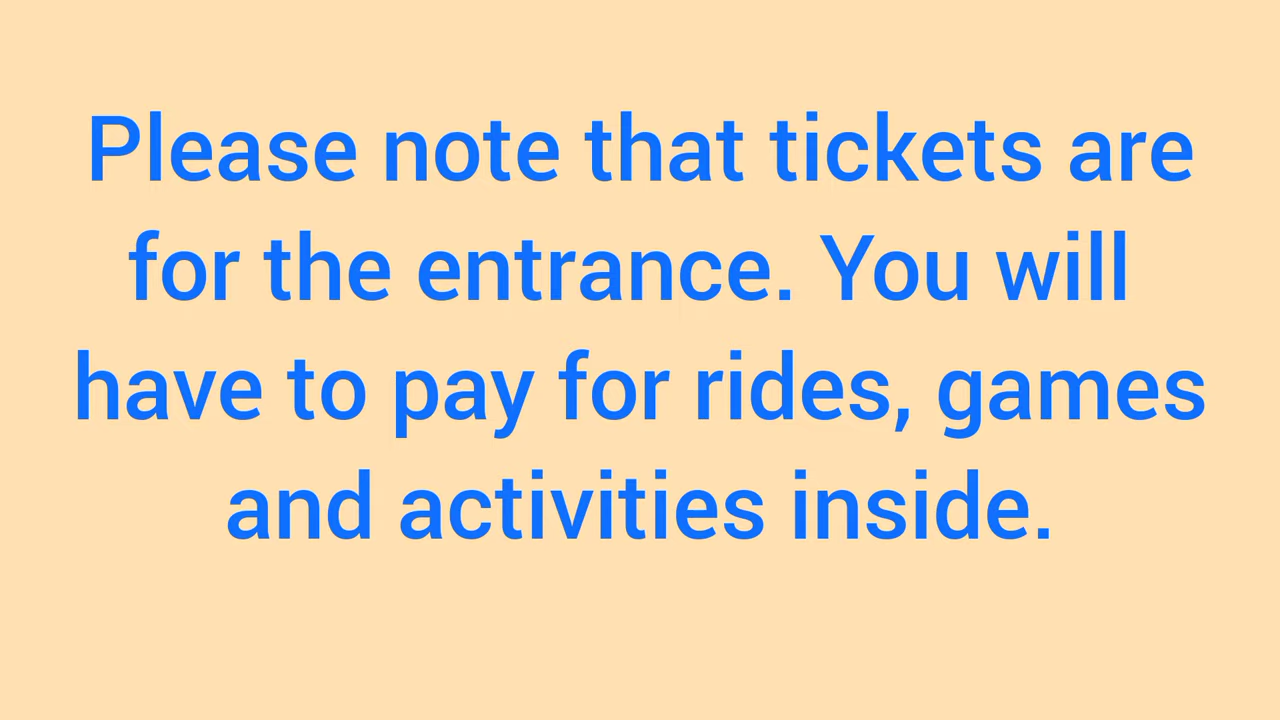 Please note that tickets are
for the entrance. You will
have to pay for rides, games
and activities inside.